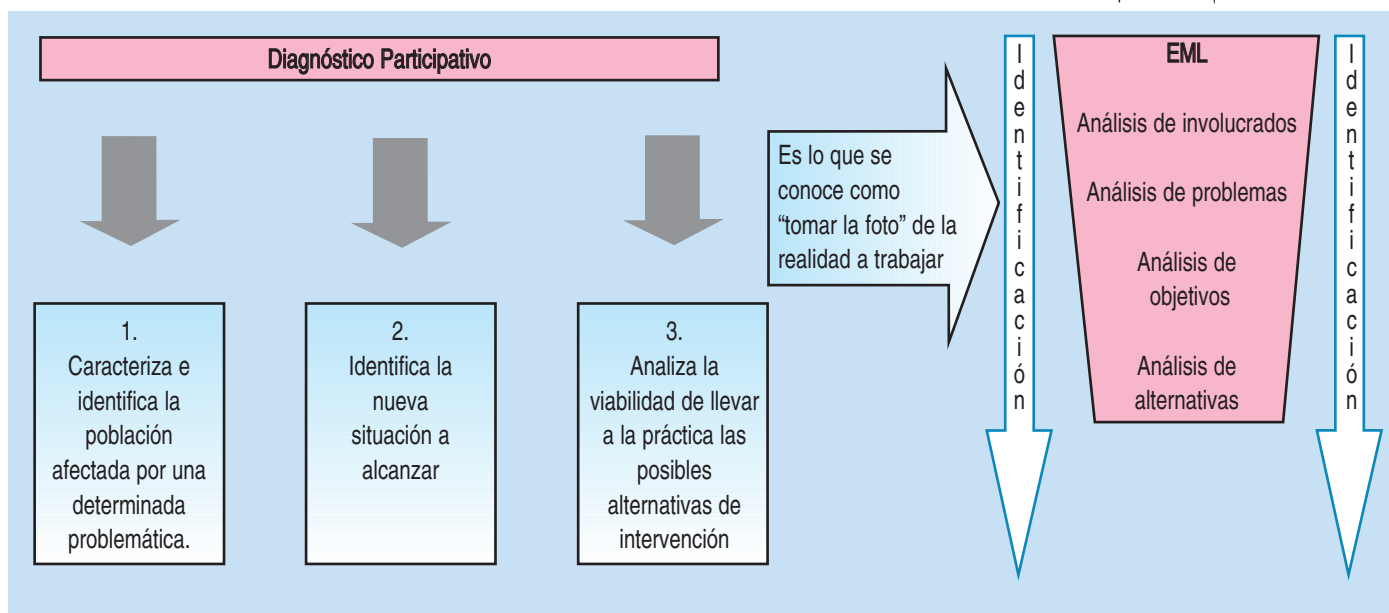 Diagnóstico Participativo
1.
Caracteriza e
identifica la
población
afectada por una
determinada
problemática.
2.
Identifica la
nueva
situación a
alcanzar
3.
Analiza la
viabilidad de llevar
a la práctica las
posibles
alternativas de
intervención
Es lo que se
conoce como
“tomar la foto” de la
realidad a trabajar
Identificación
EML
Análisis de involucrados
Análisis de problemas
Análisis de
objetivos
Análisis de
alternativas
Identificación